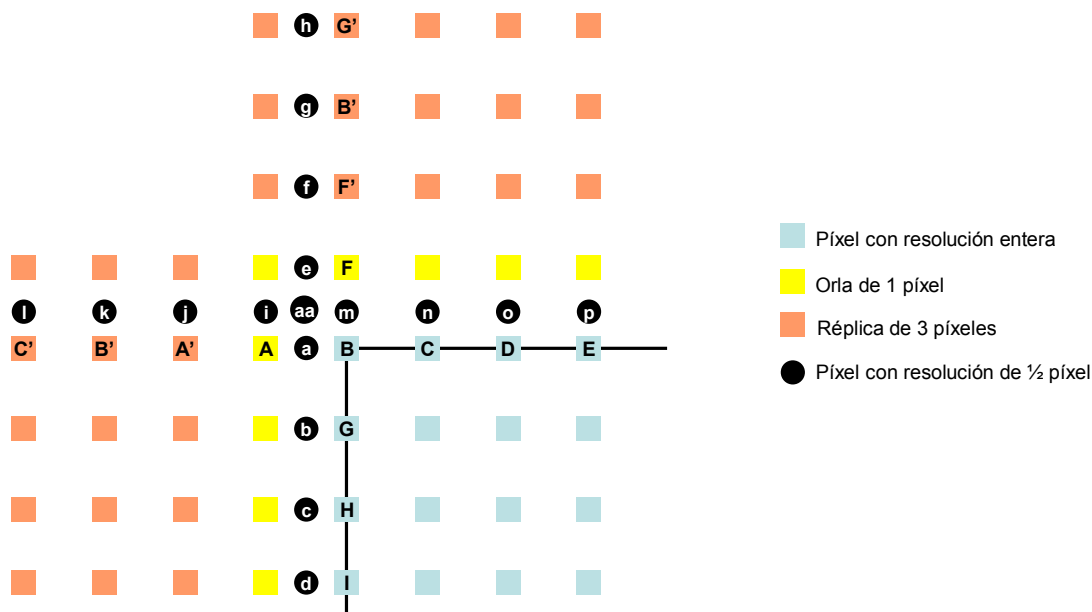 h G’
g B’
f F’
e F
l k j i aa m n o p
C’ B’ A’ A a B C D E
b G
c H
d I
Píxel con resolución entera
Orla de 1 píxel
Réplica de 3 píxeles
Píxel con resolución de ½ píxel